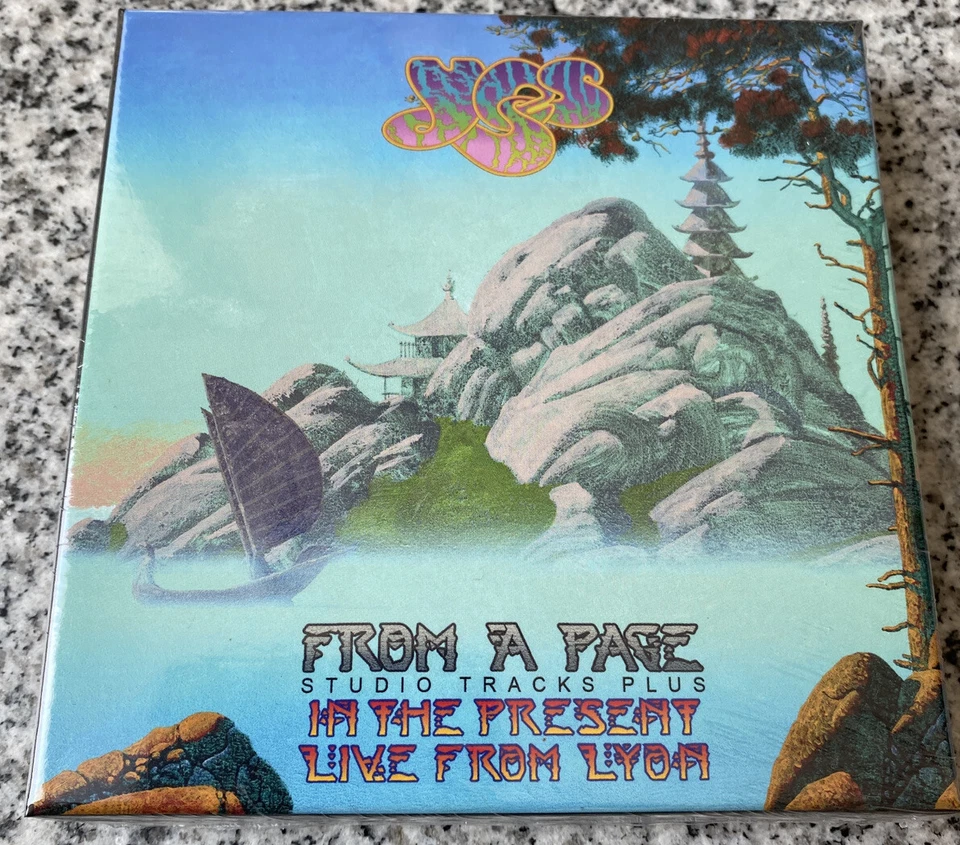 YES
FROM A PAGE
STUDIO TRACKS PLUS
IN THE PRESENT
LIVE FROM LYON